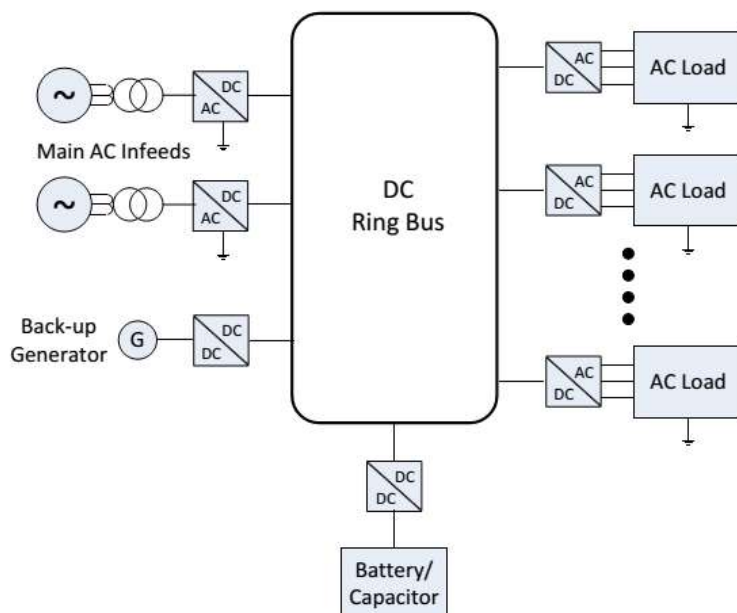 DC
AC
~
Main AC Infeeds
DC
AC
~
Back-up
Generator
G
DC
DC
DC
Ring Bus
AC
DC
AC Load
AC
DC
AC Load
AC
DC
AC Load
DC
DC
Battery/
Capacitor